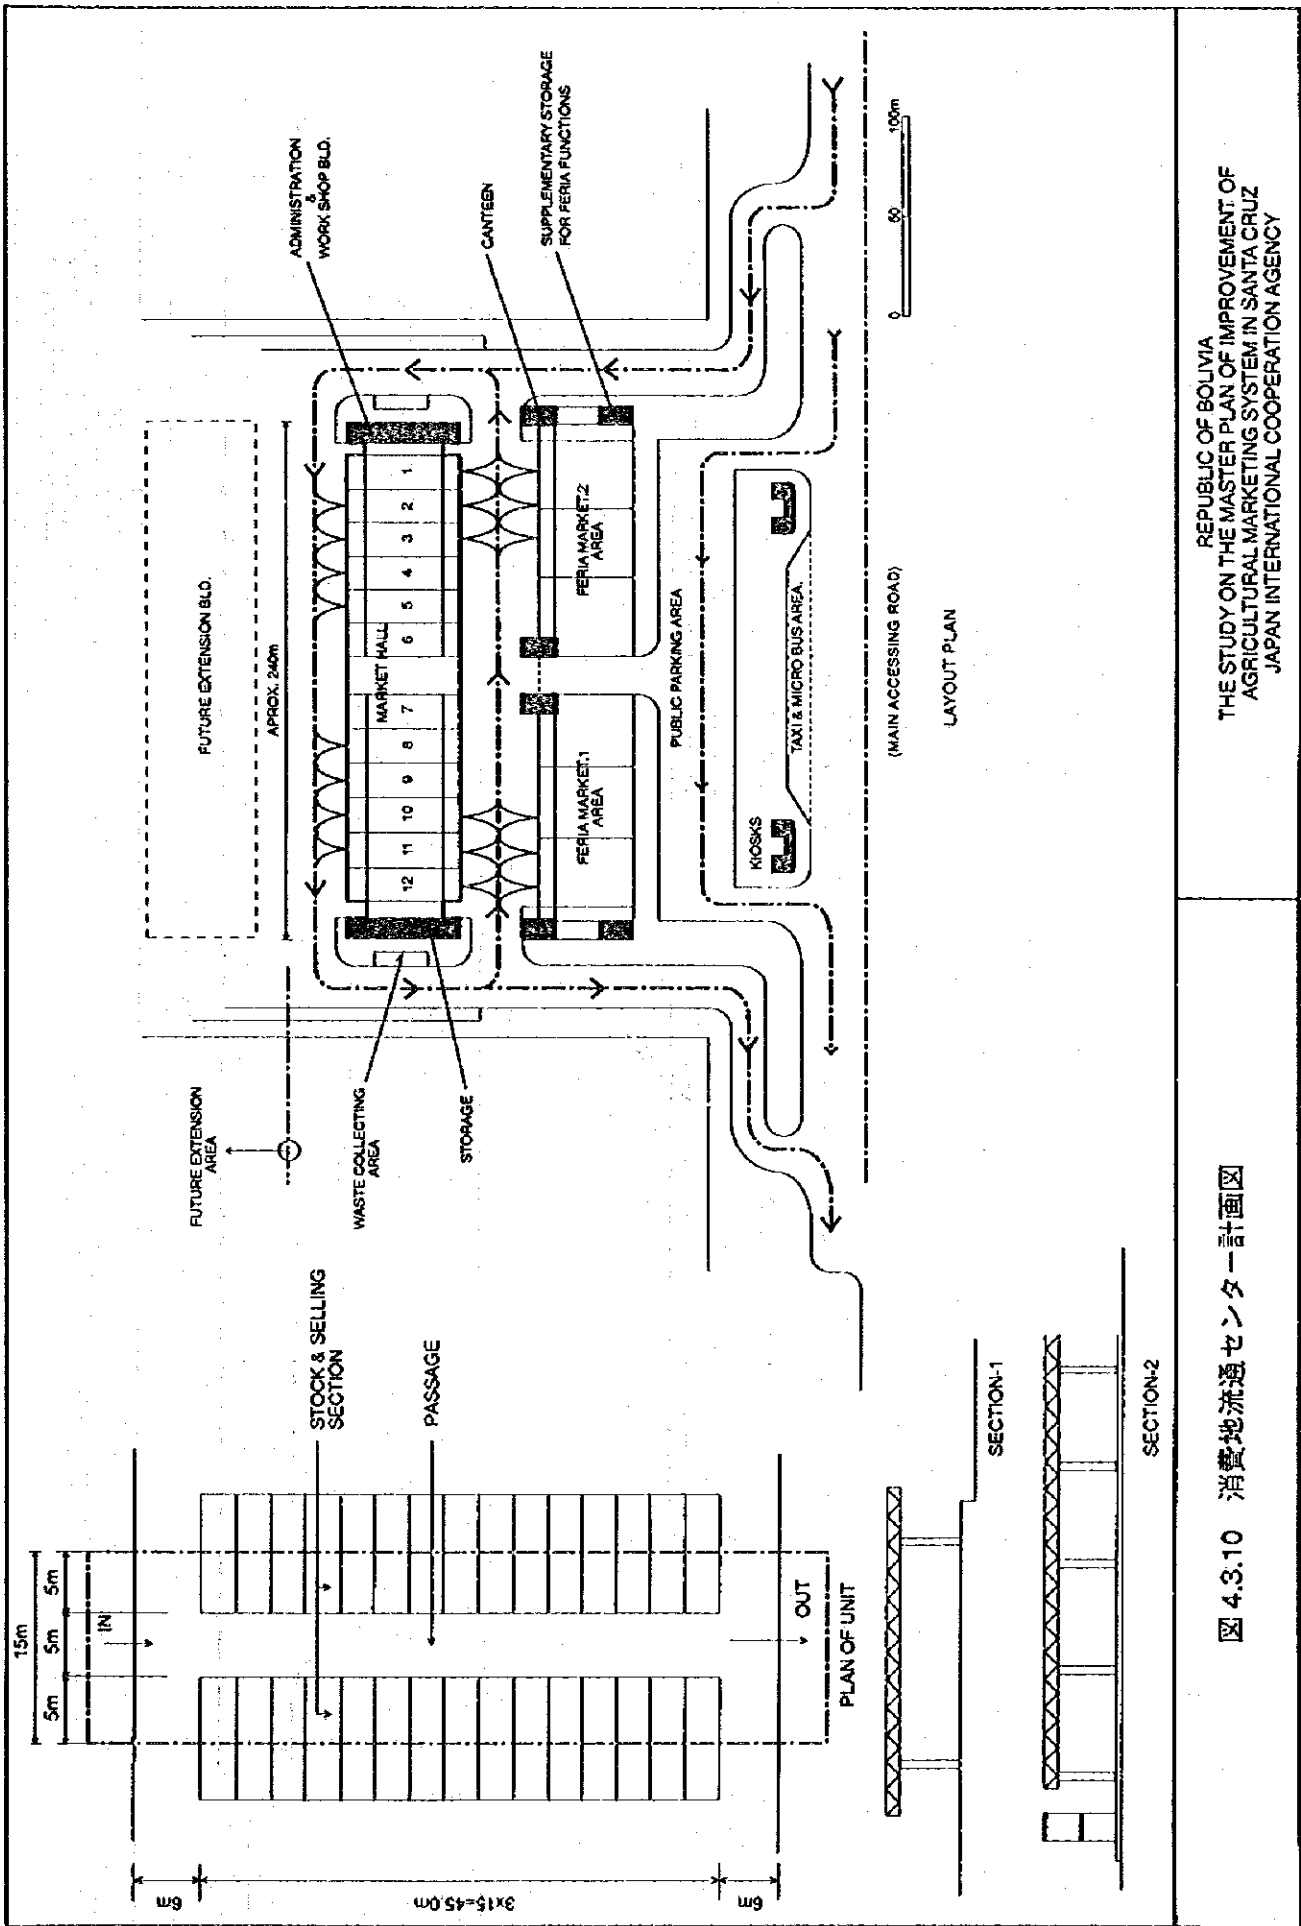 15m
5m
5m
5m
IN
6m
3x15=45.0m
6m
STOCK & SELLING
SECTION
PASSAGE
OUT
PLAN OF UNIT
SECTION-1
SECTION-2
FUTURE EXTENSION
AREA
WASTE COLLECTING
AREA
STORAGE
FUTURE EXTENSION BLD.
APROX. 240m
ADMINISTRATION
&
WORK SHOP BLD.
CANTEEN
SUPPLEMENTARY STORAGE
FOR FERIA FUNCTIONS
MARKET HALL
12
11
10
9
8
7
6
5
4
3
2
1
FERIA MARKET.1
AREA
FERIA MARKET.2
AREA
PUBLIC PARKING AREA
KIOSKS
TAXI & MICRO BUS AREA.
(MAIN ACCESSING ROAD)
0
50
100m
LAYOUT PLAN
図 4.3.10 消費地流通センター計画図
REPUBLIC OF BOLIVIA
THE STUDY ON THE MASTER PLAN OF IMPROVEMENT OF
AGRICULTURAL MARKETING SYSTEM IN SANTA CRUZ
JAPAN INTERNATIONAL COOPERATION AGENCY